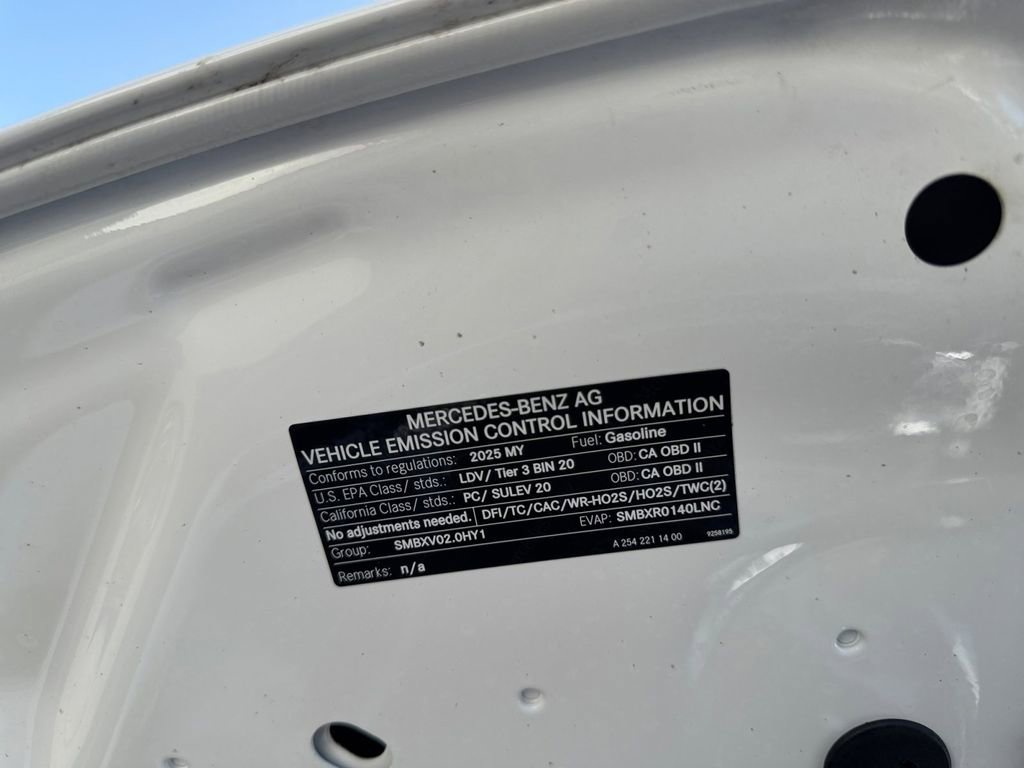 MERCEDES-BENZ AG
VEHICLE EMISSION CONTROL INFORMATION
Conforms to regulations: 2025 MY Fuel: Gasoline
U.S. EPA Class/ stds.: LDV/ Tier 3 BIN 20 OBD: CA OBD II
California Class/ stds.: PC/ SULEV 20 OBD: CA OBD II
No adjustments needed. DFI/TC/CAC/WR-HO2S/HO2S/TWC(2)
Group: SMBXV02.0HY1 EVAP: SMBXR0140LNC
Remarks: n/a A 254 221 14 00 9258195